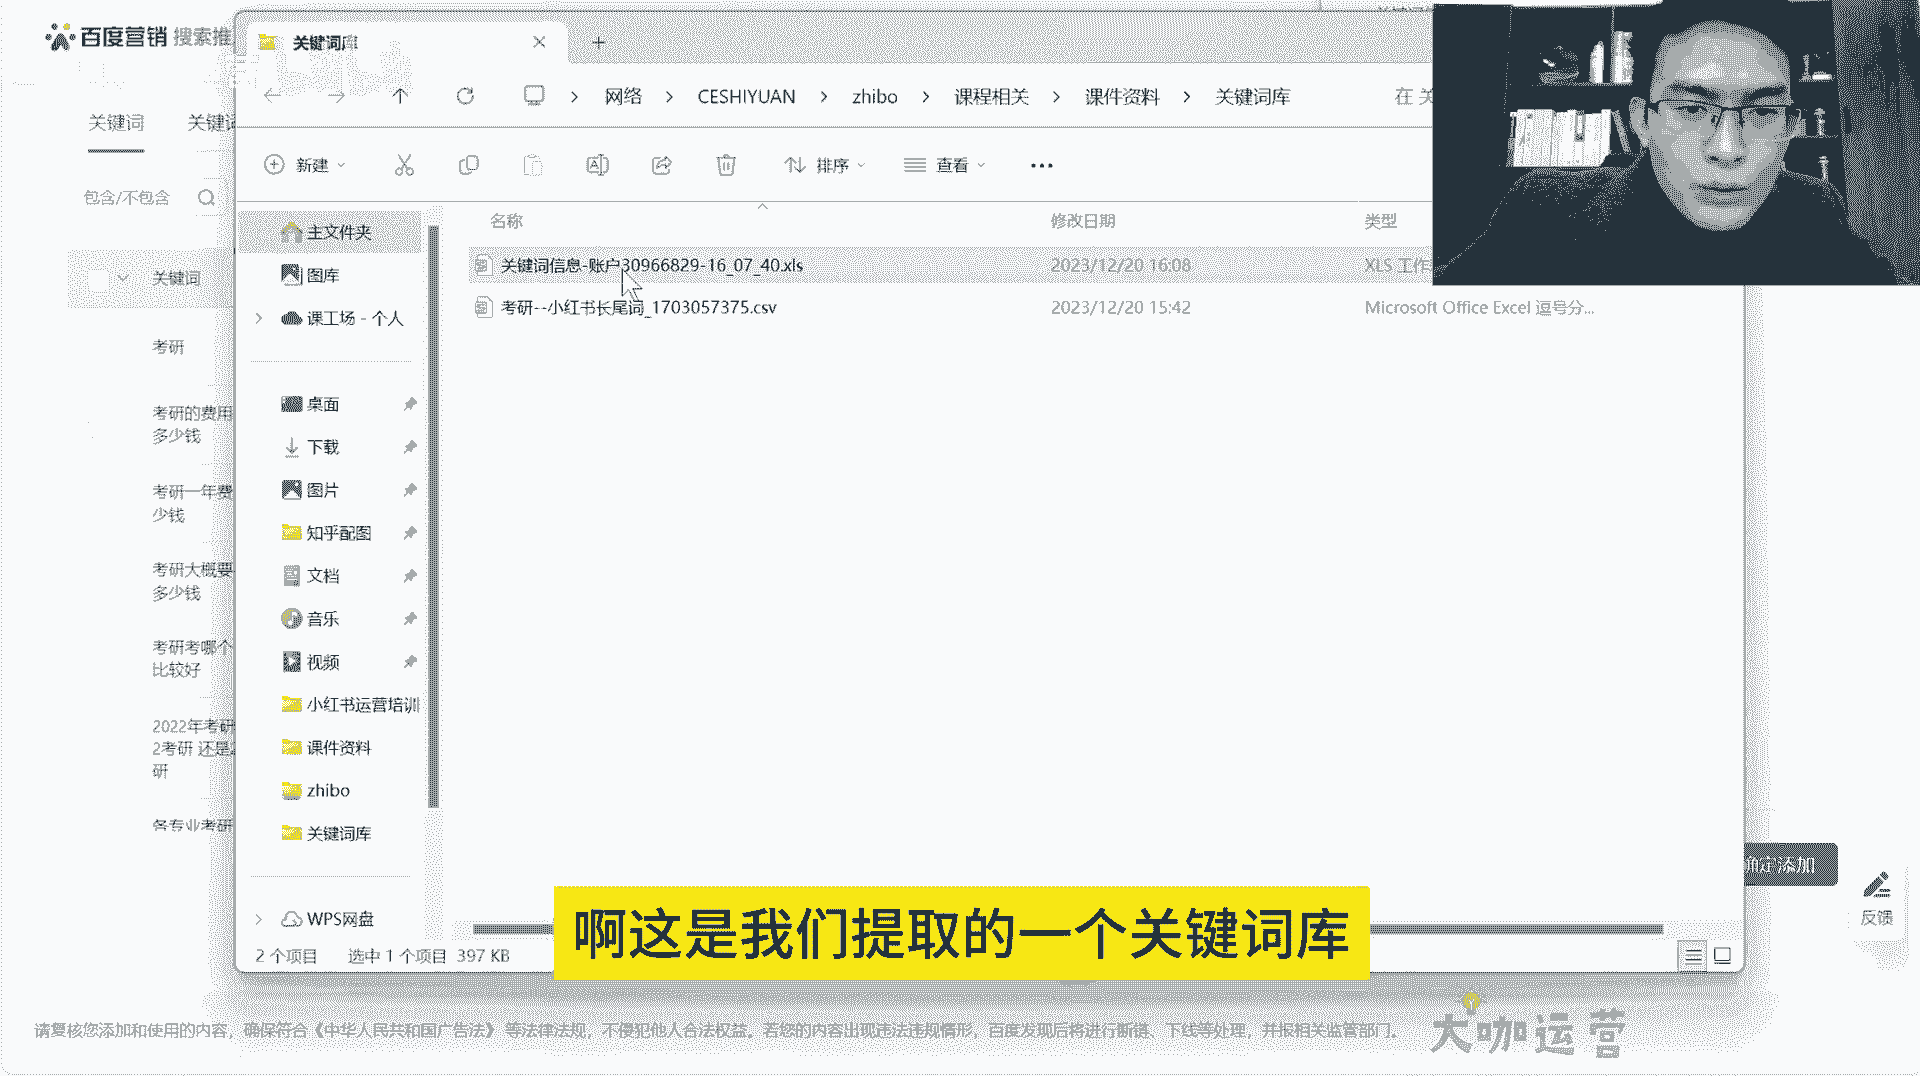 百度营销 搜索推
关键词库
网络 CESHIYUAN zhibo 课程相关 课件资料 关键词库
在 关
关键词 关键词
新建 排序 查看
包含/不包含
名称 修改日期 类型
主文件夹
关键词信息-账户30966829-16_07_40.xls 2023/12/20 16:08 XLS 工作
关键词
图库
考研--小红书长尾词_1703057375.csv 2023/12/20 15:42 Microsoft Office Excel 逗号分...
课工场 - 个人
考研
桌面
考研的费用
多少钱
下载
图片
考研一年费
少钱
知乎配图
考研大概要
多少钱
文档
音乐
考研考哪个
比较好
视频
小红书运营培训
2022年考研
2考研 还是2
研
课件资料
zhibo
各专业考研
关键词库
确定添加
反馈
WPS网盘
啊这是我们提取的一个关键词库
2 个项目 选中 1 个项目 397 KB
请复核您添加和使用的内容，确保符合《中华人民共和国广告法》 等法律法规，不侵犯他人合法权益。若您的内容出现违法违规情形，百度发现后将进行断链、下线等处理，并报相关监管部门。
大咖运营